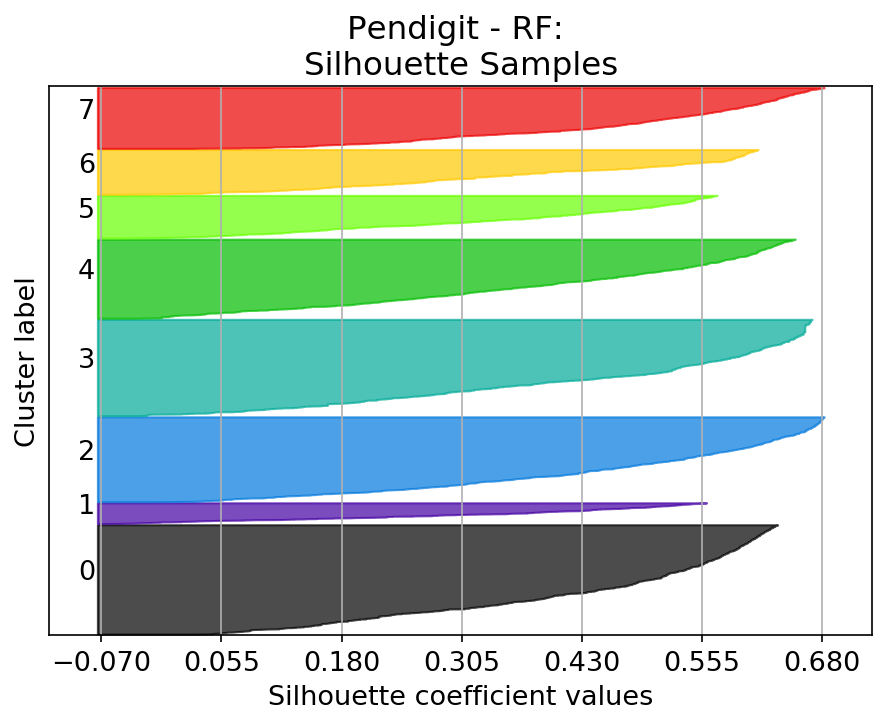 Pendigit - RF:
Silhouette Samples
Cluster label
7
6
5
4
3
2
1
0
−0.070 0.055 0.180 0.305 0.430 0.555 0.680
Silhouette coefficient values